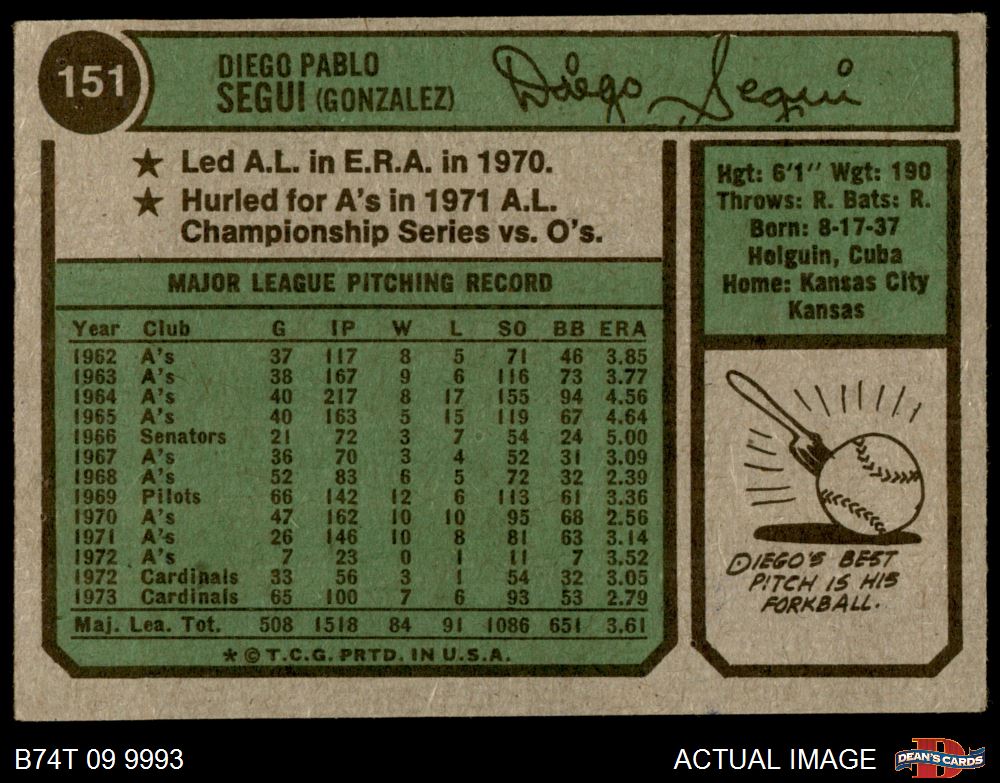 151
DIEGO PABLO
SEGUI (GONZALEZ)
Diego Segui
★ Led A.L. in E.R.A. in 1970.
★ Hurled for A's in 1971 A.L.
Championship Series vs. O's.
MAJOR LEAGUE PITCHING RECORD
Year Club G IP W L SO BB ERA
1962 A's 37 117 8 5 71 46 3.85
1963 A's 38 167 9 6 116 73 3.77
1964 A's 40 217 8 17 155 94 4.56
1965 A's 40 163 5 15 119 67 4.64
1966 Senators 21 72 3 7 54 24 5.00
1967 A's 36 70 3 4 52 31 3.09
1968 A's 52 83 6 5 72 32 2.39
1969 Pilots 66 142 12 6 113 61 3.36
1970 A's 47 162 10 10 95 68 2.56
1971 A's 26 146 10 8 81 63 3.14
1972 A's 7 23 0 1 11 7 3.52
1972 Cardinals 33 56 3 1 54 32 3.05
1973 Cardinals 65 100 7 6 93 53 2.79
Maj. Lea. Tot. 508 1518 84 91 1086 651 3.61
★ © T.C.G. PRTD. IN U.S.A.
Hgt: 6'1" Wgt: 190
Throws: R. Bats: R.
Born: 8-17-37
Holguin, Cuba
Home: Kansas City
Kansas
DIEGO'S BEST
PITCH IS HIS
FORKBALL.
B74T 09 9993
ACTUAL IMAGE
DEAN'S CARDS